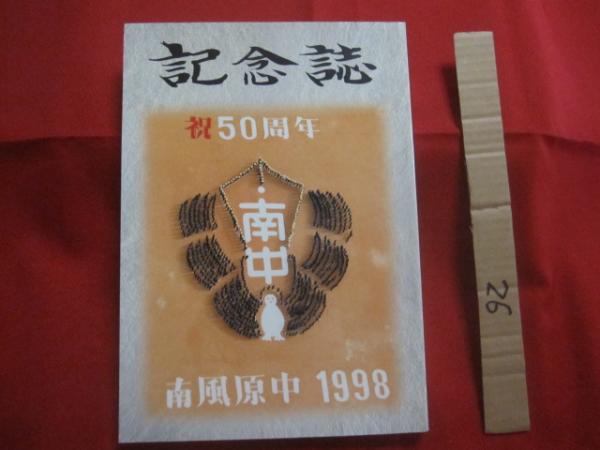 記念誌
祝50周年
南
中
南風原中 1998
26